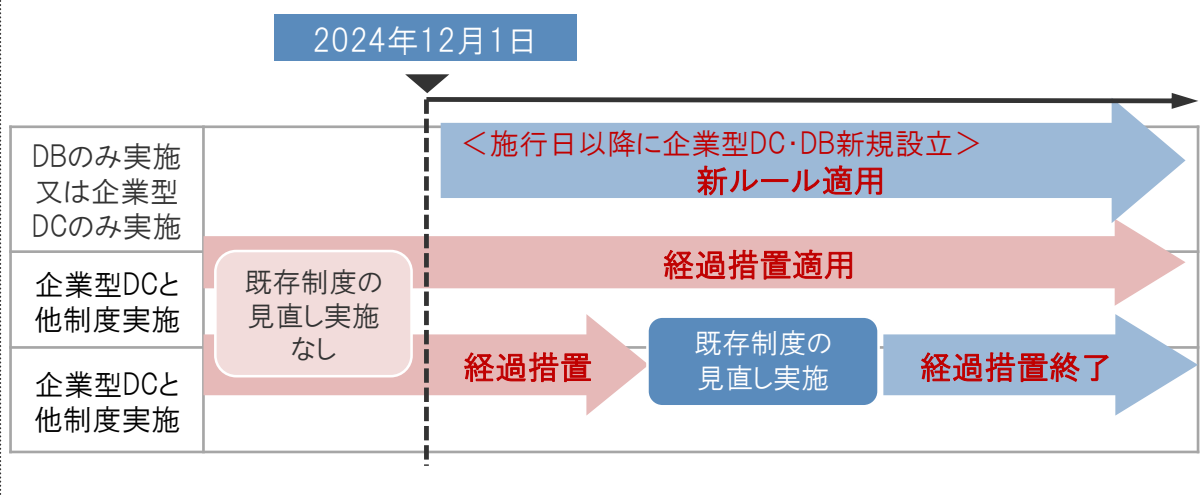 2024年12月1日
DBのみ実施
又は企業型
DCのみ実施
＜施行日以降に企業型DC･DB新規設立＞
新ルール適用
企業型DCと
他制度実施
既存制度の
見直し実施
なし
経過措置適用
企業型DCと
他制度実施
経過措置
既存制度の
見直し実施
経過措置終了